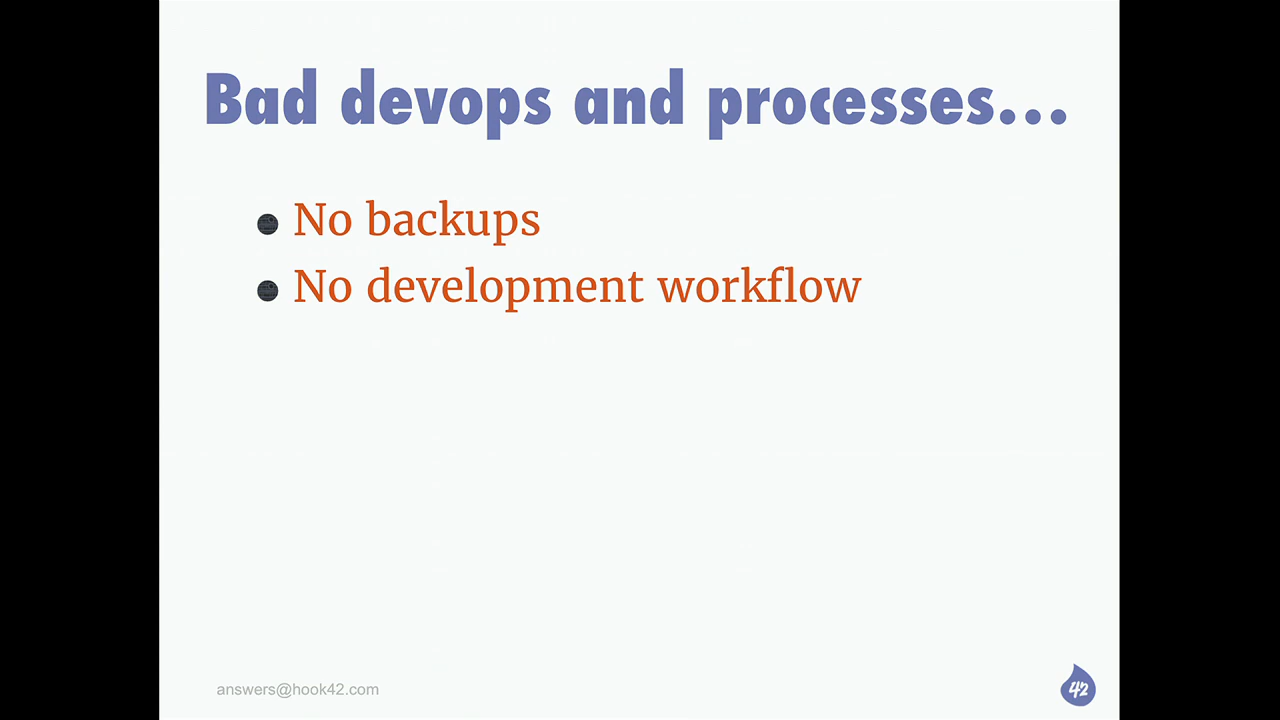 Bad devops and processes...
No backups
No development workflow
answers@hook42.com
42